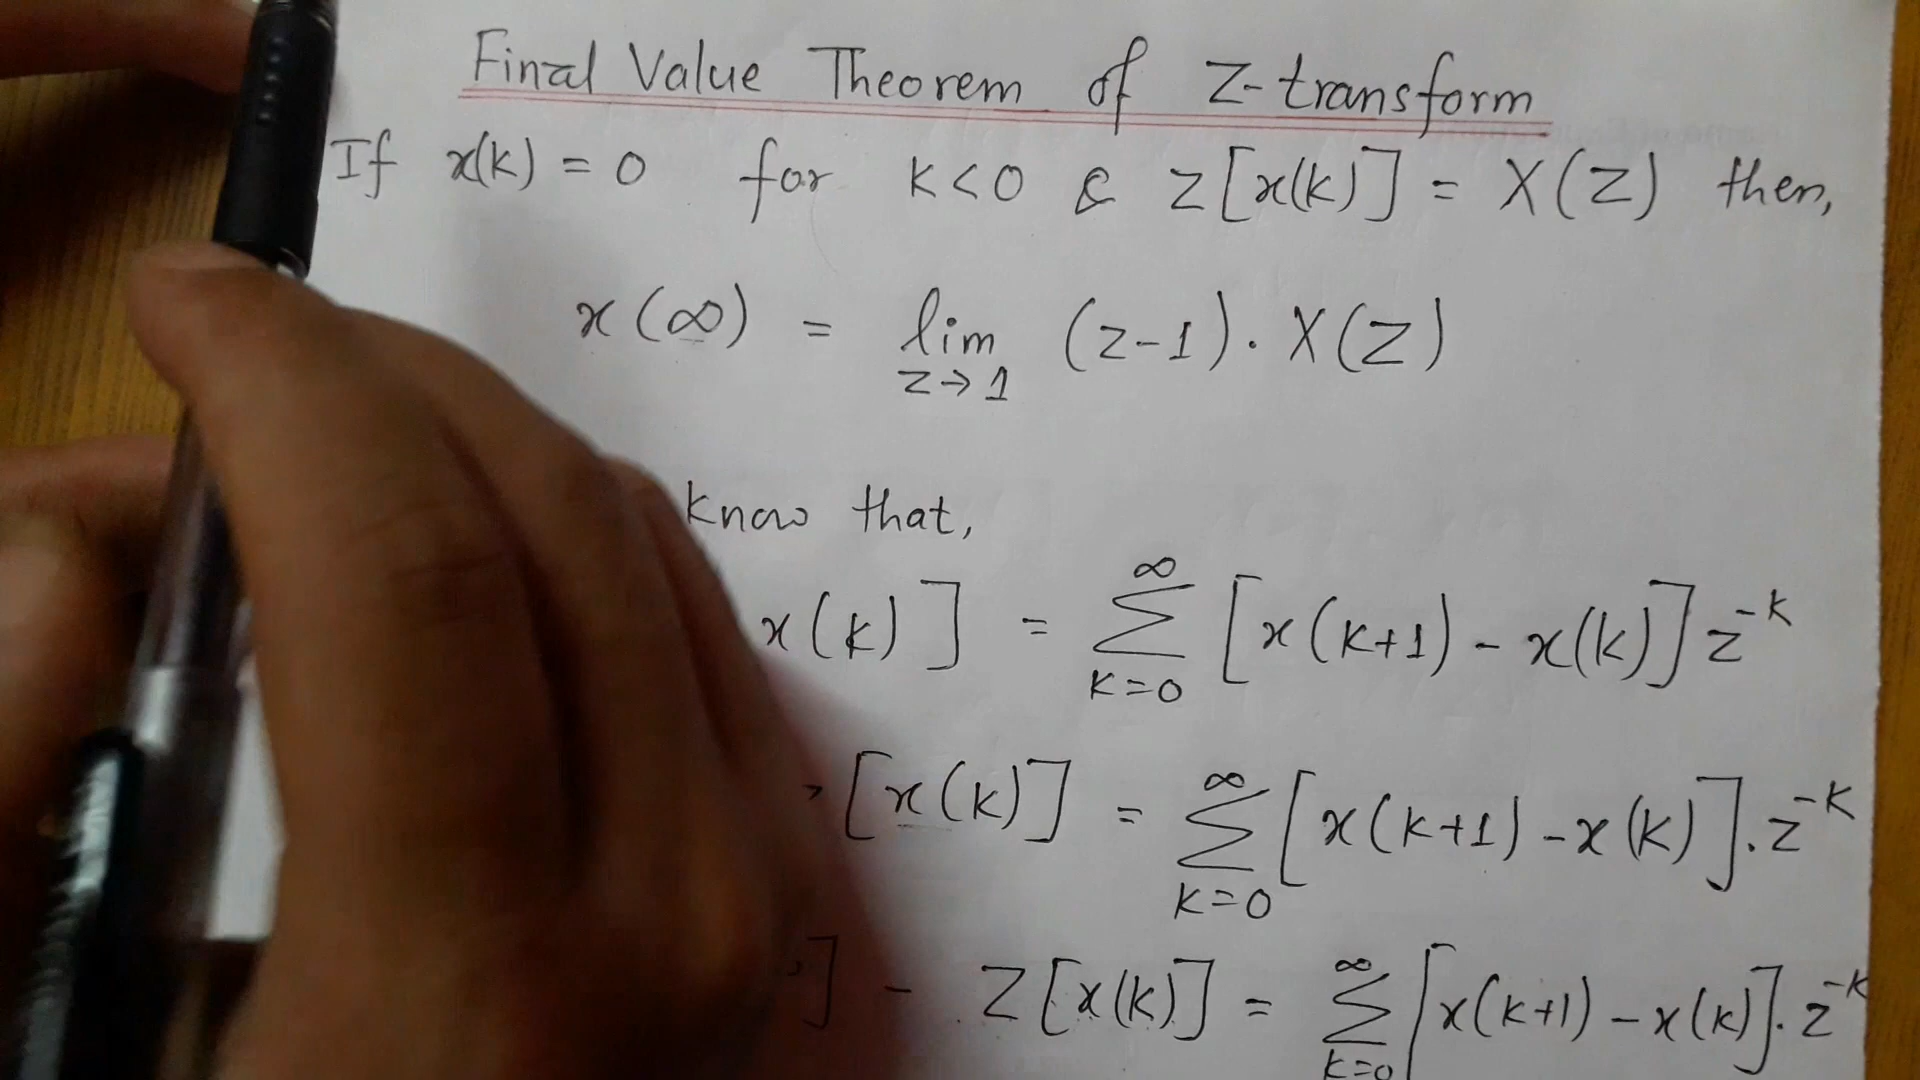 Final Value Theorem of Z-transform
If x(k) = 0 for k<0 & Z[x(k)] = X(Z) then,
x(∞) = lim z→1 (z-1). X(Z)
know that,
x(k)] = ∞ Σ k=0 [x(k+1) - x(k)] z^-k
[x(k)] = ∞ Σ k=0 [x(k+1) - x(k)]. z^-k
] - Z[x(k)] = ∞ Σ k=0 [x(k+1) - x(k)]. z^-k